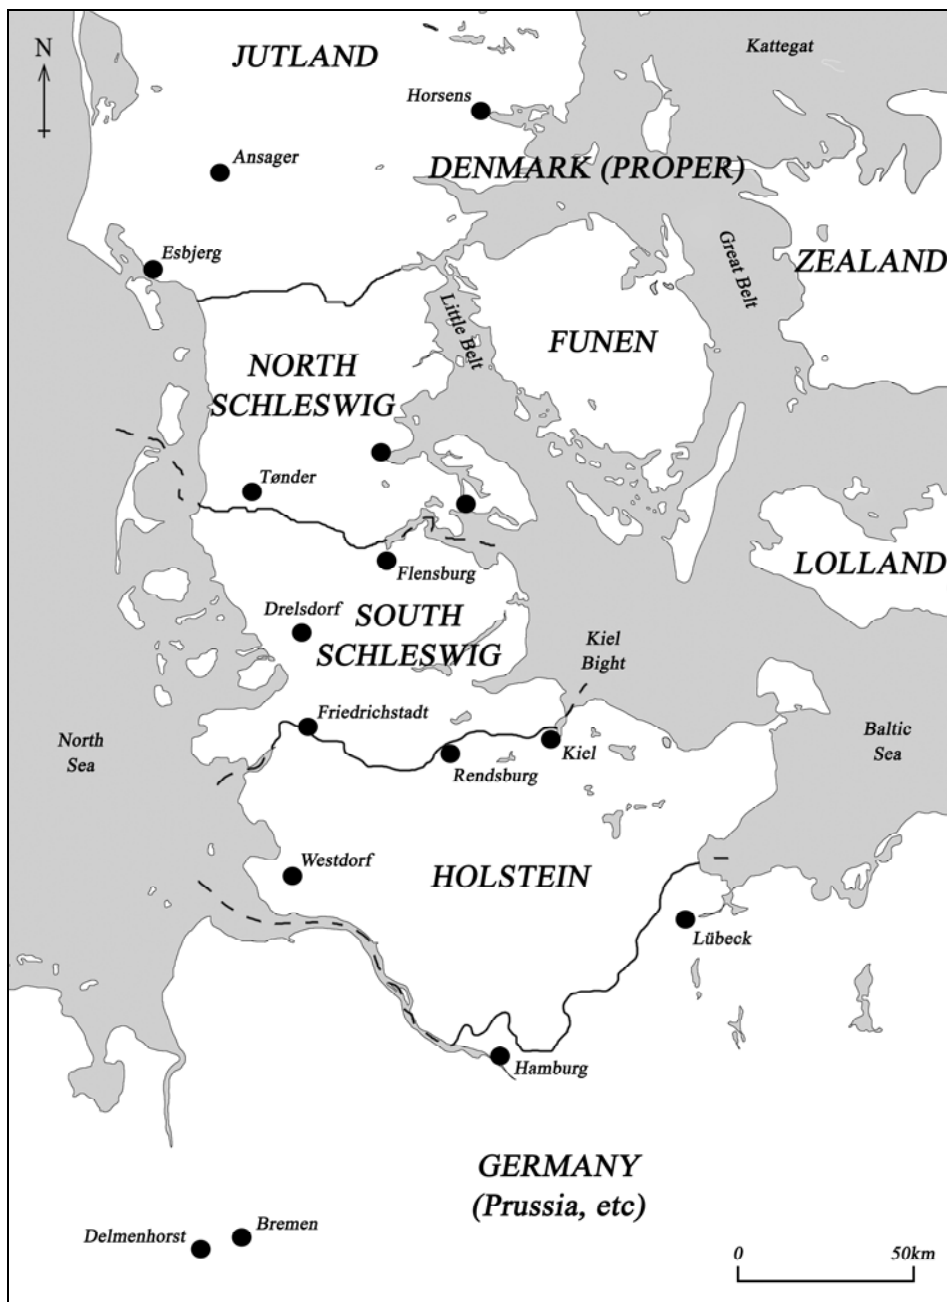 N
JUTLAND
Kattegat
Horsens
Ansager
DENMARK (PROPER)
Esbjerg
Great Belt
ZEALAND
Little Belt
FUNEN
NORTH
SCHLESWIG
Tønder
Flensburg
LOLLAND
Drelsdorf
SOUTH
SCHLESWIG
Kiel
Bight
Friedrichstadt
North
Sea
Baltic
Sea
Kiel
Rendsburg
Westdorf
HOLSTEIN
Lübeck
Hamburg
GERMANY
(Prussia, etc)
Bremen
Delmenhorst
0 50km